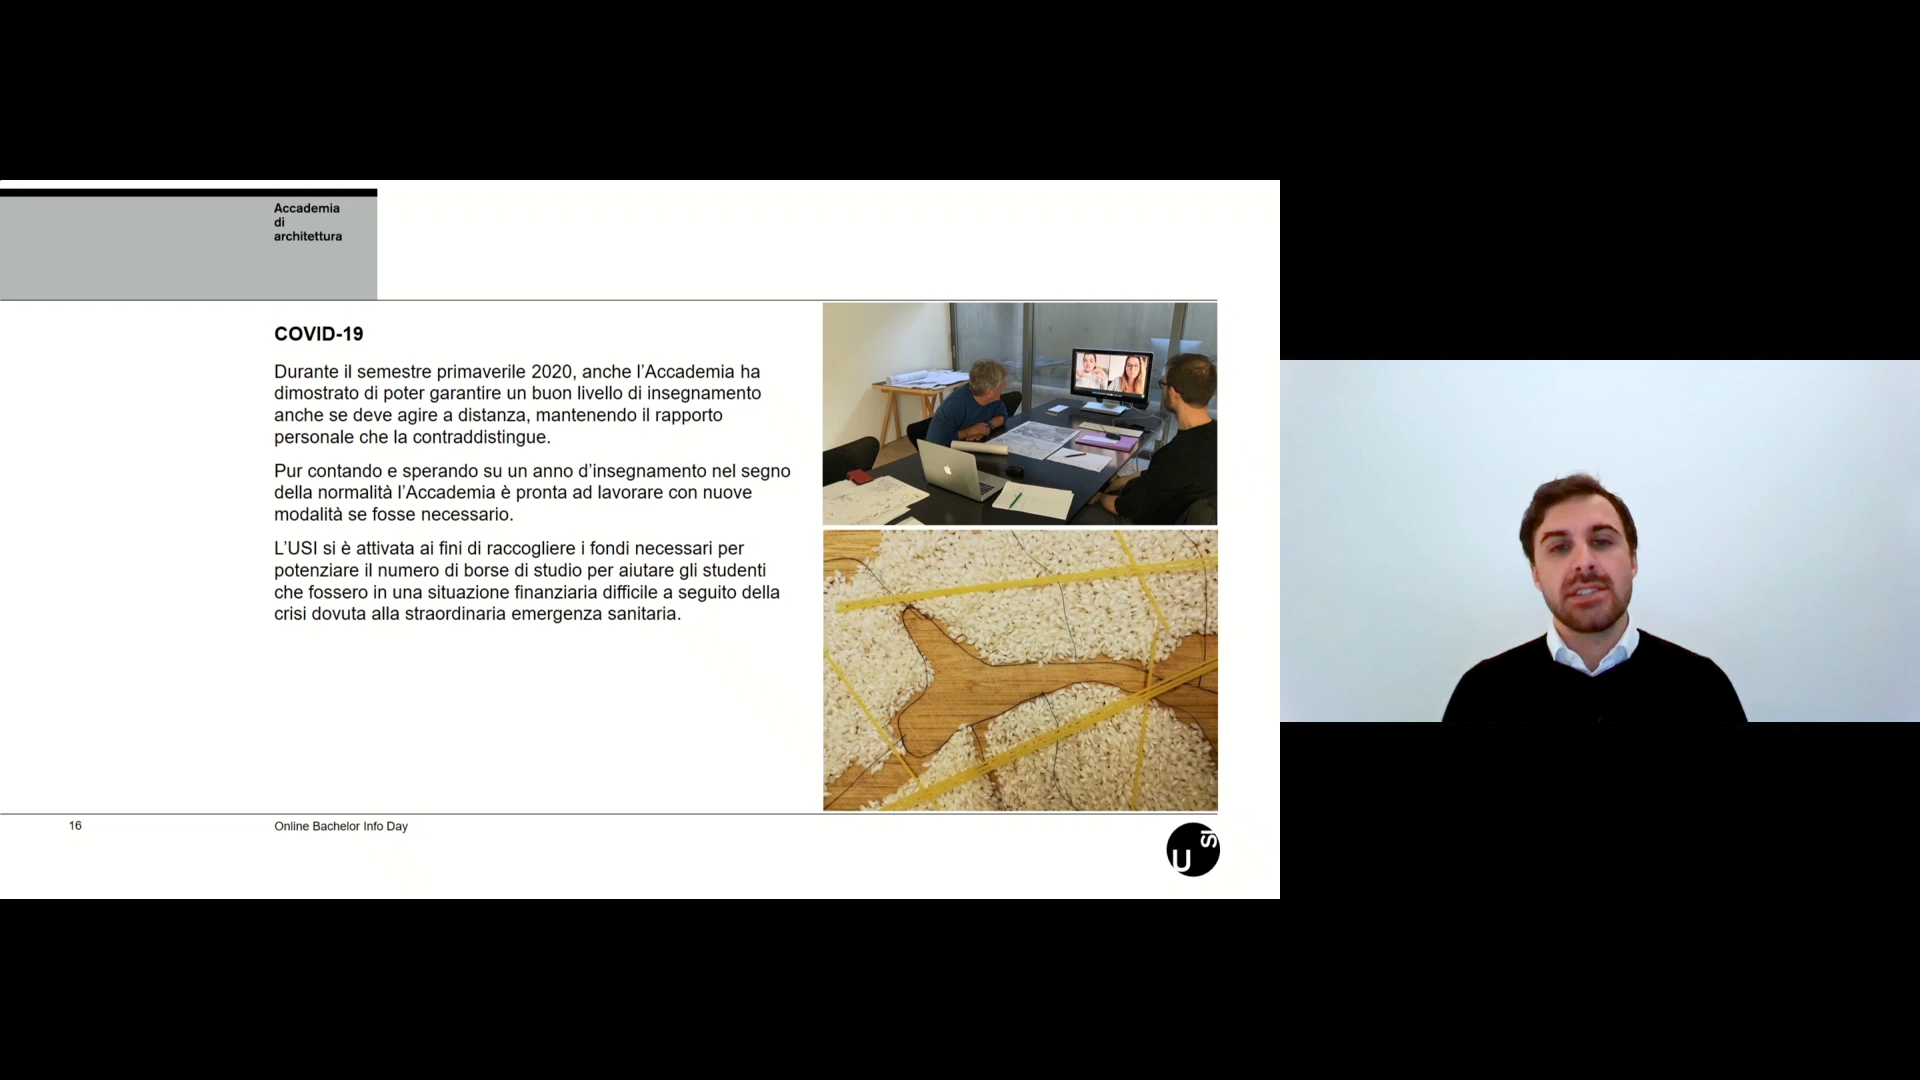 Accademia
di
architettura
COVID-19
Durante il semestre primaverile 2020, anche l’Accademia ha
dimostrato di poter garantire un buon livello di insegnamento
anche se deve agire a distanza, mantenendo il rapporto
personale che la contraddistingue.
Pur contando e sperando su un anno d’insegnamento nel segno
della normalità l’Accademia è pronta ad lavorare con nuove
modalità se fosse necessario.
L’USI si è attivata ai fini di raccogliere i fondi necessari per
potenziare il numero di borse di studio per aiutare gli studenti
che fossero in una situazione finanziaria difficile a seguito della
crisi dovuta alla straordinaria emergenza sanitaria.
16
Online Bachelor Info Day
U
SI